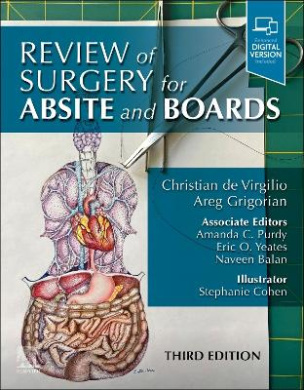 Enhanced
DIGITAL
VERSION
Included
REVIEW of
SURGERY for
ABSITE and BOARDS
Christian de Virgilio
Areg Grigorian
Associate Editors
Amanda C. Purdy
Eric O. Yeates
Naveen Balan
Illustrator
Stephanie Cohen
THIRD EDITION